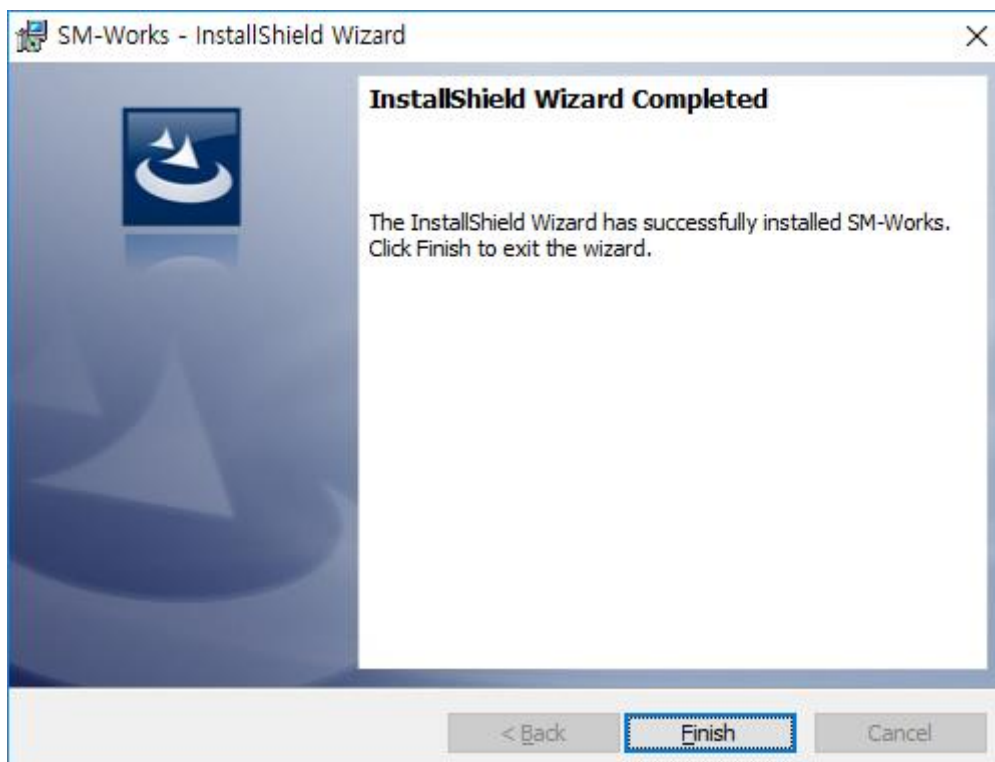 SM-Works - InstallShield Wizard
InstallShield Wizard Completed
The InstallShield Wizard has successfully installed SM-Works.
Click Finish to exit the wizard.
< Back
Finish
Cancel